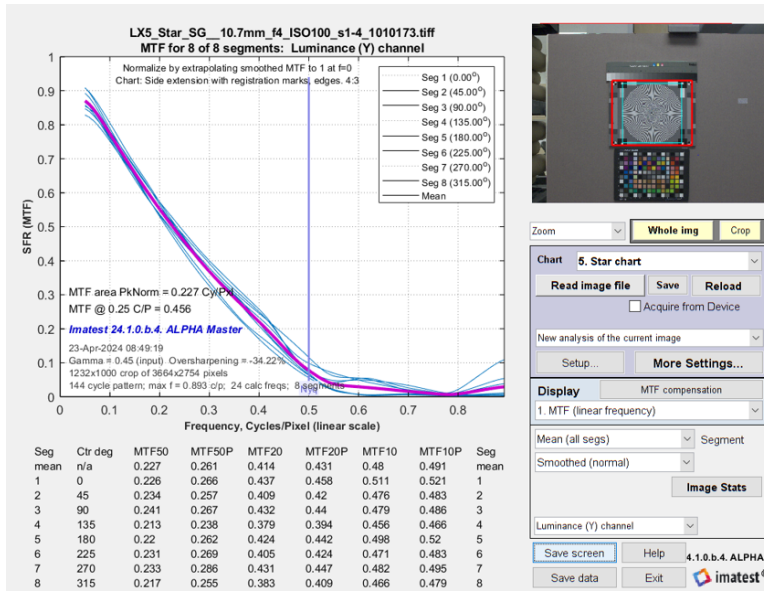 LX5_Star_SG__10.7mm_f4_ISO100_s1-4_1010173.tiff
MTF for 8 of 8 segments: Luminance (Y) channel
Normalize by extrapolating smoothed MTF to 1 at f=0
Chart: Side extension with registration marks, edges. 4:3
Seg 1 (0.00°)
Seg 2 (45.00°)
Seg 3 (90.00°)
Seg 4 (135.00°)
Seg 5 (180.00°)
Seg 6 (225.00°)
Seg 7 (270.00°)
Seg 8 (315.00°)
Mean
1
0.9
0.8
0.7
0.6
0.5
0.4
0.3
0.2
0.1
0
SFR (MTF)
MTF area PkNorm = 0.227 Cy/Pxl
MTF @ 0.25 C/P = 0.456
Imatest 24.1.0.b.4. ALPHA Master
23-Apr-2024 08:49:19
Gamma = 0.45 (input) Oversharpening = -34.22%
1232x1000 crop of 3664x2754 pixels
144 cycle pattern; max f = 0.893 c/p; 24 calc freqs; 8 segments
0 0.1 0.2 0.3 0.4 0.5 0.6 0.7 0.8
Frequency, Cycles/Pixel (linear scale)
Seg Ctr deg MTF50 MTF50P MTF20 MTF20P MTF10 MTF10P Seg
mean n/a 0.227 0.261 0.414 0.431 0.48 0.491 mean
1 0 0.226 0.266 0.437 0.458 0.511 0.521 1
2 45 0.234 0.257 0.409 0.42 0.476 0.483 2
3 90 0.241 0.267 0.432 0.44 0.479 0.486 3
4 135 0.213 0.238 0.379 0.394 0.456 0.466 4
5 180 0.22 0.262 0.424 0.442 0.498 0.52 5
6 225 0.231 0.269 0.405 0.424 0.471 0.483 6
7 270 0.233 0.286 0.431 0.447 0.482 0.495 7
8 315 0.217 0.255 0.383 0.409 0.466 0.479 8
Zoom
Whole img
Crop
Chart
5. Star chart
Read image file
Save
Reload
Acquire from Device
New analysis of the current image
Setup...
More Settings...
Display
MTF compensation
1. MTF (linear frequency)
Mean (all segs)
Segment
Smoothed (normal)
Image Stats
Luminance (Y) channel
Save screen
Help
4.1.0.b.4. ALPHA
Save data
Exit
imatest®